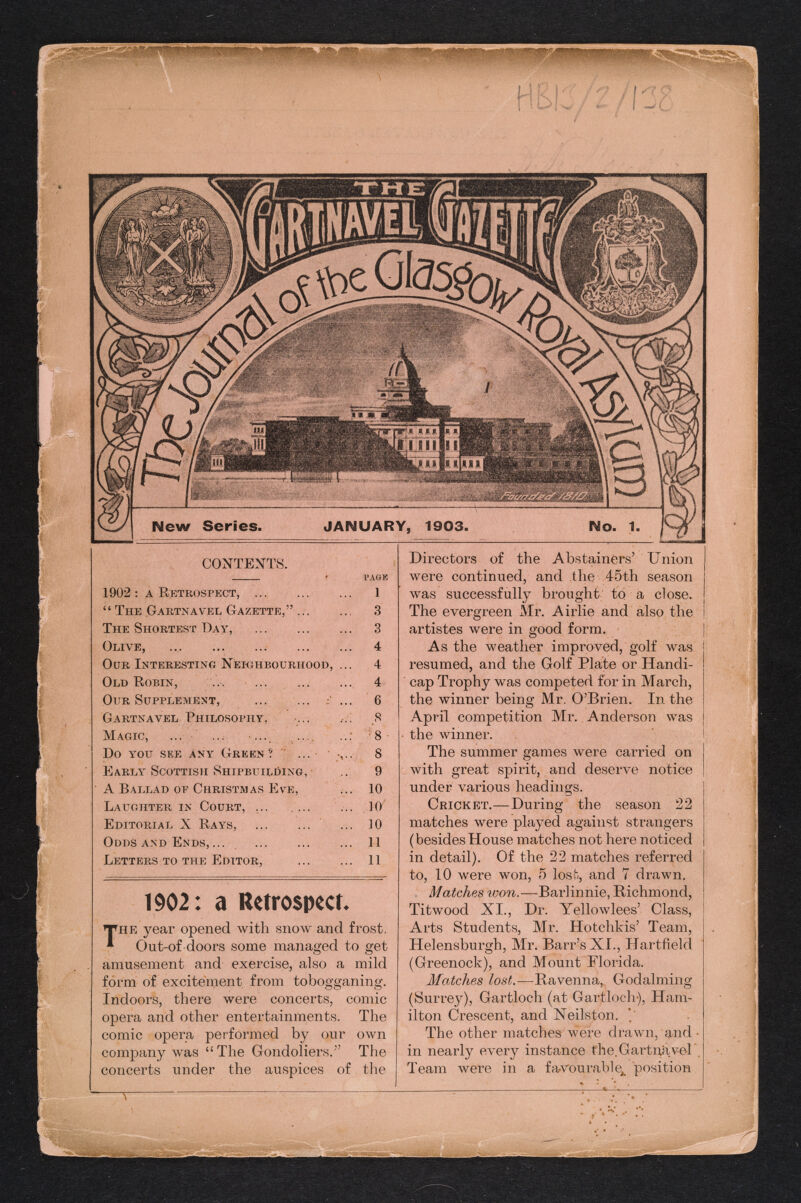 HB13/2/138
THE
GARTNAVEL GAZETTE
The Journal of the Glasgow Royal Asylum
Founded 1810
New Series. JANUARY, 1903. No. 1.
CONTENTS.
PAGE
1902: A RETROSPECT, ... ... ... 1
"THE GARTNAVEL GAZETTE," ... ... 3
THE SHORTEST DAY, ... ... ... 3
OLIVE, ... ... ... ... ... 4
OUR INTERESTING NEIGHBOURHOOD, ... 4
OLD ROBIN, ... ... ... ... 4
OUR SUPPLEMENT, ... ... ... 6
GARTNAVEL PHILOSOPHY, ... ... 8
MAGIC, ... ... ... ... ... 8
DO YOU SEE ANY GREEN? ... ... 8
EARLY SCOTTISH SHIPBUILDING, .. 9
A BALLAD OF CHRISTMAS EVE, ... 10
LAUGHTER IN COURT, ... ... ... 10
EDITORIAL X RAYS, ... ... ... 10
ODDS AND ENDS, ... ... ... ... 11
LETTERS TO THE EDITOR, ... ... 11
1902: a Retrospect.
THE year opened with snow and frost.
Out-of-doors some managed to get
amusement and exercise, also a mild
form of excitement from tobogganing.
Indoors, there were concerts, comic
opera and other entertainments. The
comic opera performed by our own
company was "The Gondoliers." The
concerts under the auspices of the
Directors of the Abstainers' Union
were continued, and the 45th season
was successfully brought to a close.
The evergreen Mr. Airlie and also the
artistes were in good form.
As the weather improved, golf was
resumed, and the Golf Plate or Handi-
cap Trophy was competed for in March,
the winner being Mr. O'Brien. In the
April competition Mr. Anderson was
the winner.
The summer games were carried on
with great spirit, and deserve notice
under various headings.
CRICKET.—During the season 22
matches were played against strangers
(besides House matches not here noticed
in detail). Of the 22 matches referred
to, 10 were won, 5 lost, and 7 drawn.
Matches won.—Barlinnie, Richmond,
Titwood XI., Dr. Yellowlees' Class,
Arts Students, Mr. Hotchkis' Team,
Helensburgh, Mr. Barr's XI., Hartfield
(Greenock), and Mount Florida.
Matches lost.—Ravenna, Godalming
(Surrey), Gartloch (at Gartloch), Ham-
ilton Crescent, and Neilston.
The other matches were drawn, and
in nearly every instance the Gartnavel
Team were in a favourable position